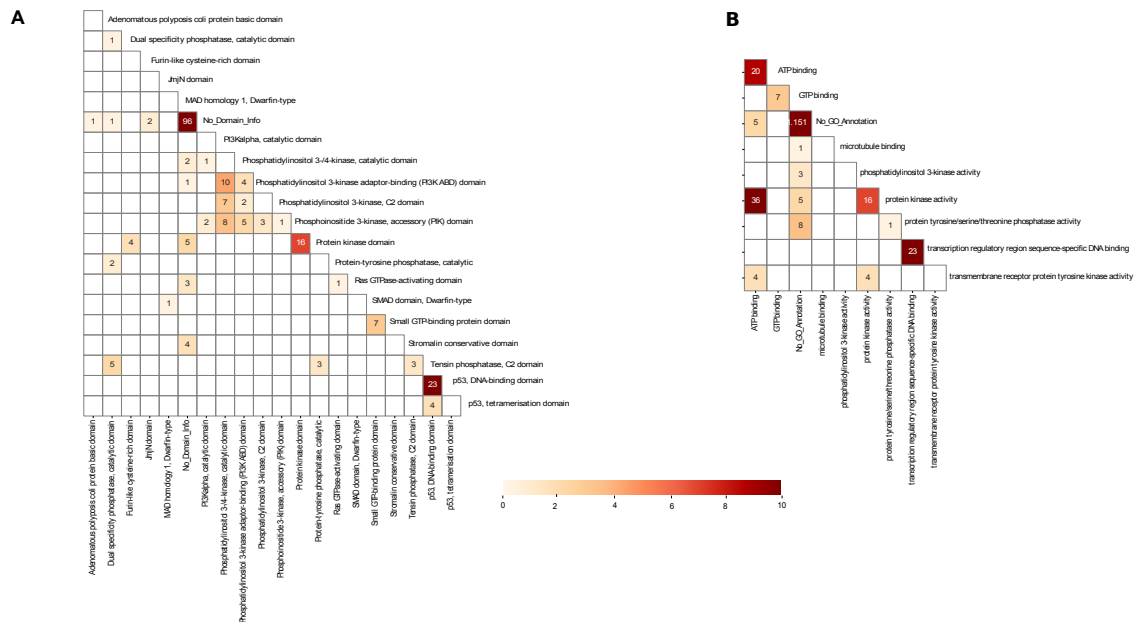 A
B
Adenomatous polyposis coli protein basic domain
1 Dual specificity phosphatase, catalytic domain
Furin-like cysteine-rich domain
JmjN domain
MAD homology 1, Dwarfin-type
1 1 2 96 No_Domain_Info
PI3Kalpha, catalytic domain
2 1 Phosphatidylinositol 3-/4-kinase, catalytic domain
1 10 4 Phosphatidylinositol 3-kinase adaptor-binding (PI3K ABD) domain
7 2 Phosphatidylinositol 3-kinase, C2 domain
2 8 5 3 1 Phosphoinositide 3-kinase, accessory (PIK) domain
4 5 16 Protein kinase domain
2 Protein-tyrosine phosphatase, catalytic
3 1 Ras GTPase-activating domain
1 SMAD domain, Dwarfin-type
7 Small GTP-binding protein domain
4 Stromalin conservative domain
5 3 3 Tensin phosphatase, C2 domain
23 p53, DNA-binding domain
4 p53, tetramerisation domain
Adenomatous polyposis coli protein basic domain
Dual specificity phosphatase, catalytic domain
Furin-like cysteine-rich domain
JmjN domain
MAD homology 1, Dwarfin-type
No_Domain_Info
PI3Kalpha, catalytic domain
Phosphatidylinositol 3-/4-kinase, catalytic domain
Phosphatidylinositol 3-kinase adaptor-binding (PI3K ABD) domain
Phosphatidylinositol 3-kinase, C2 domain
Phosphoinositide 3-kinase, accessory (PIK) domain
Protein kinase domain
Protein-tyrosine phosphatase, catalytic
Ras GTPase-activating domain
SMAD domain, Dwarfin-type
Small GTP-binding protein domain
Stromalin conservative domain
Tensin phosphatase, C2 domain
p53, DNA-binding domain
p53, tetramerisation domain
20 ATP binding
7 GTP binding
5 1.151 No_GO_Annotation
1 microtubule binding
3 phosphatidylinositol 3-kinase activity
36 5 16 protein kinase activity
8 1 protein tyrosine/serine/threonine phosphatase activity
23 transcription regulatory region sequence-specific DNA binding
4 4 transmembrane receptor protein tyrosine kinase activity
ATP binding
GTP binding
No_GO_Annotation
microtubule binding
phosphatidylinositol 3-kinase activity
protein kinase activity
protein tyrosine/serine/threonine phosphatase activity
transcription regulatory region sequence-specific DNA binding
transmembrane receptor protein tyrosine kinase activity
0 2 4 6 8 10